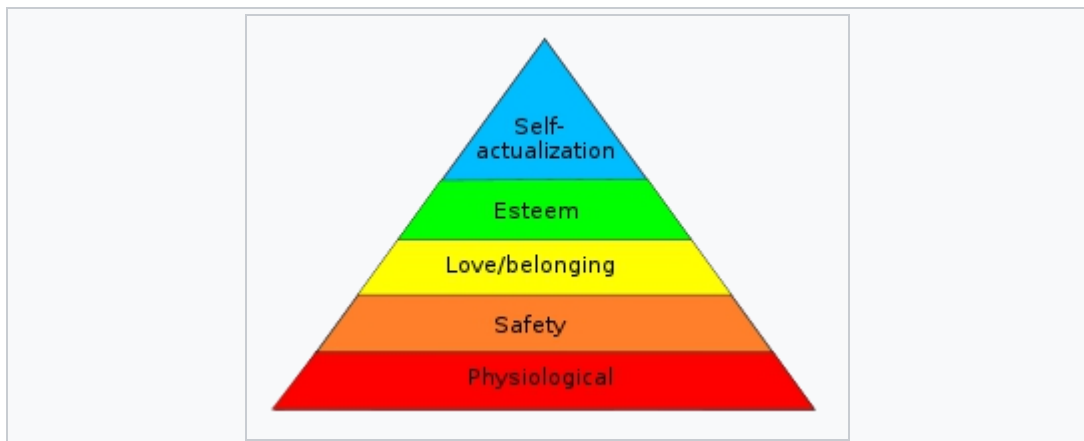 Self-
actualization
Esteem
Love/belonging
Safety
Physiological